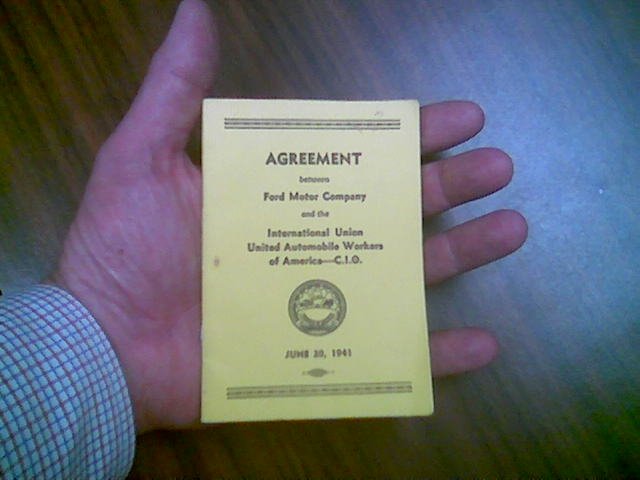 AGREEMENT
between
Ford Motor Company
and the
International Union
United Automobile Workers
of America—C.I.O.
JUNE 20, 1941